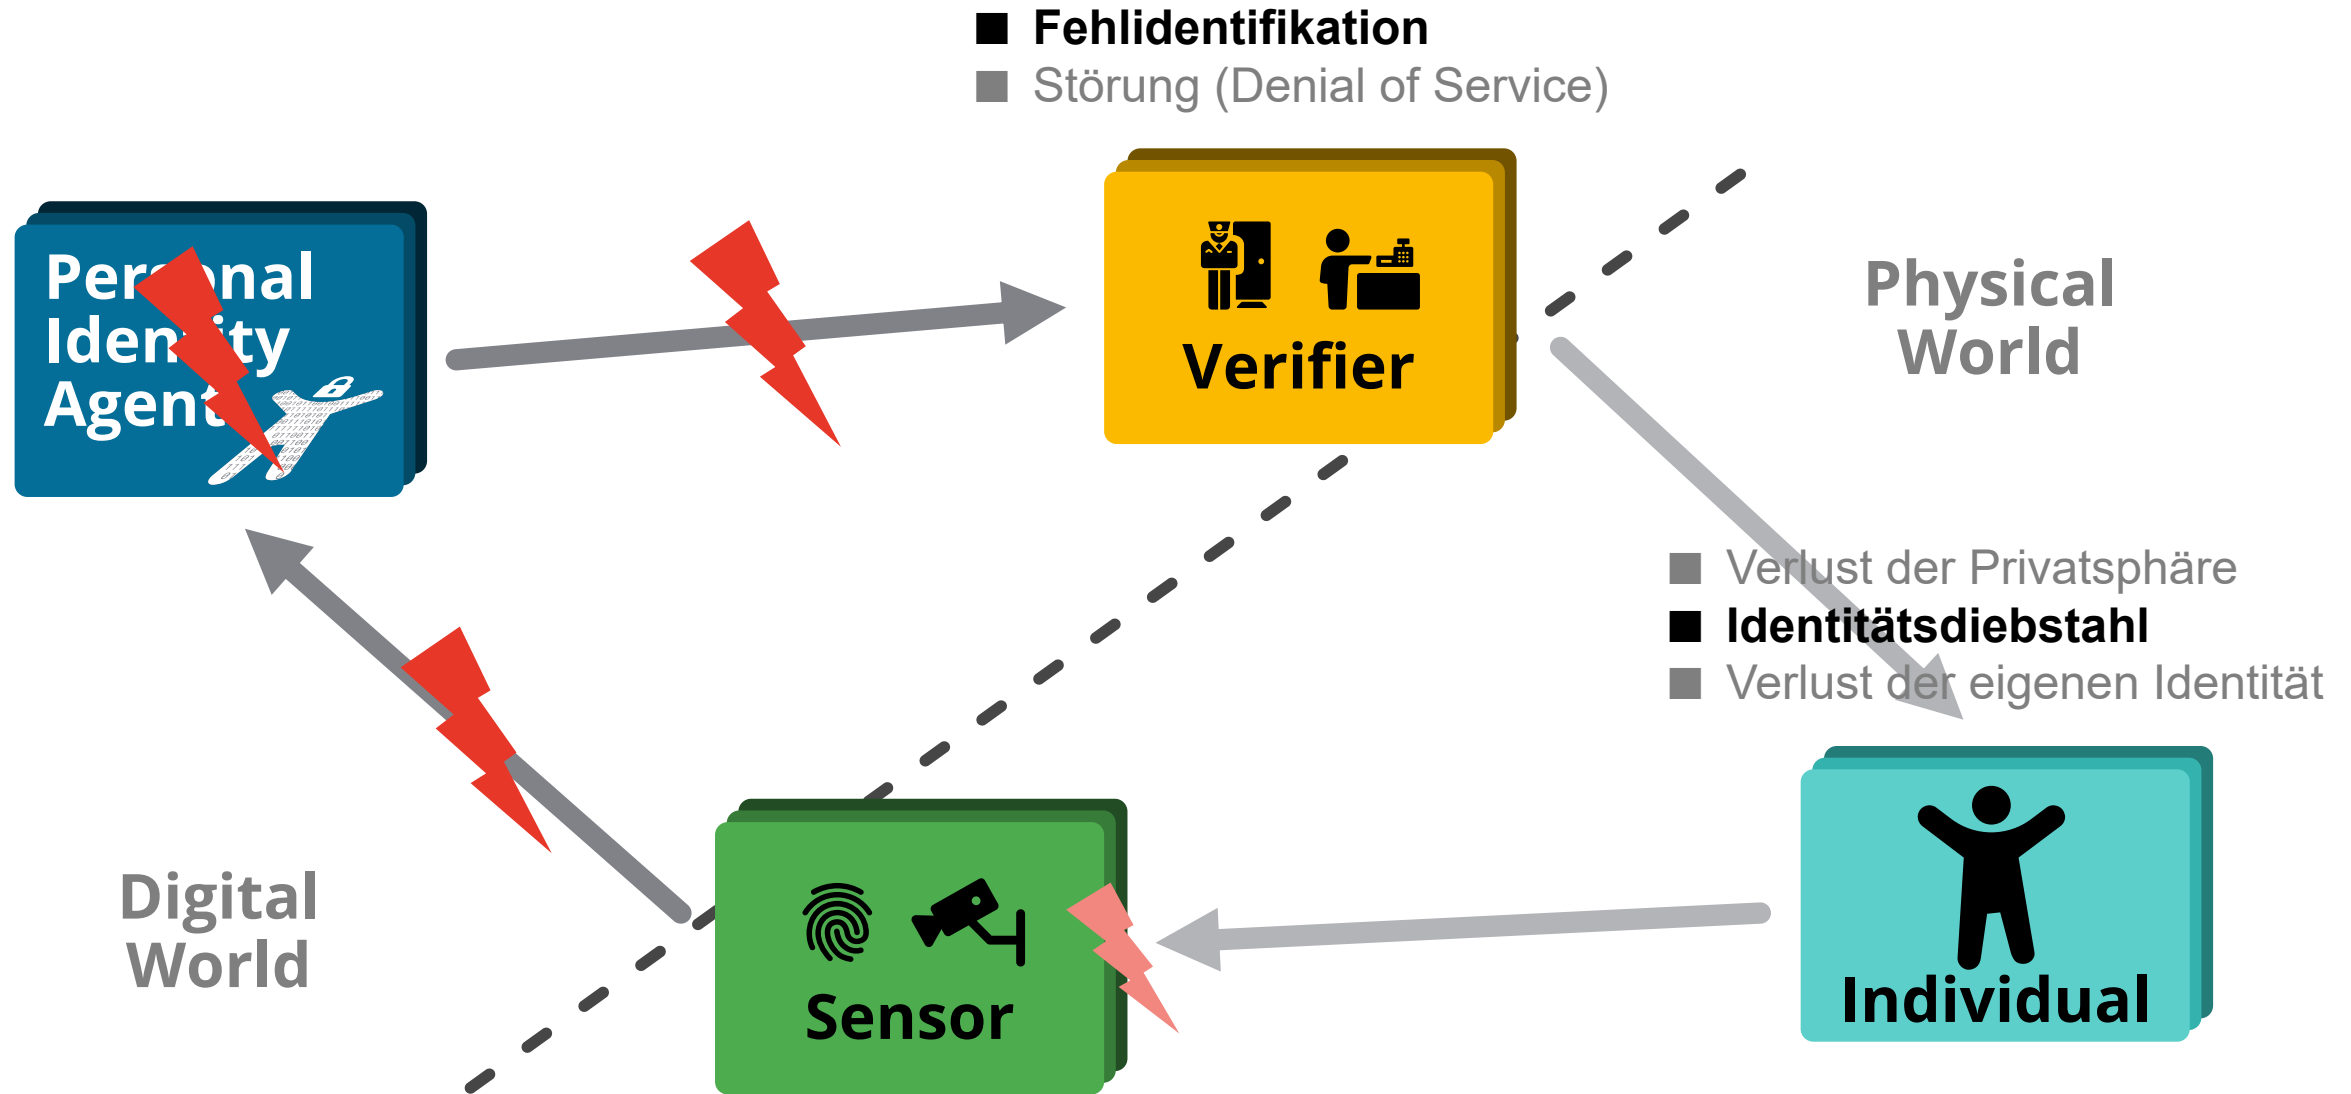 Fehlidentifikation
Störung (Denial of Service)
Personal
Identity
Agent
Verifier
Physical
World
Verlust der Privatsphäre
Identitätsdiebstahl
Verlust der eigenen Identität
Digital
World
Sensor
Individual